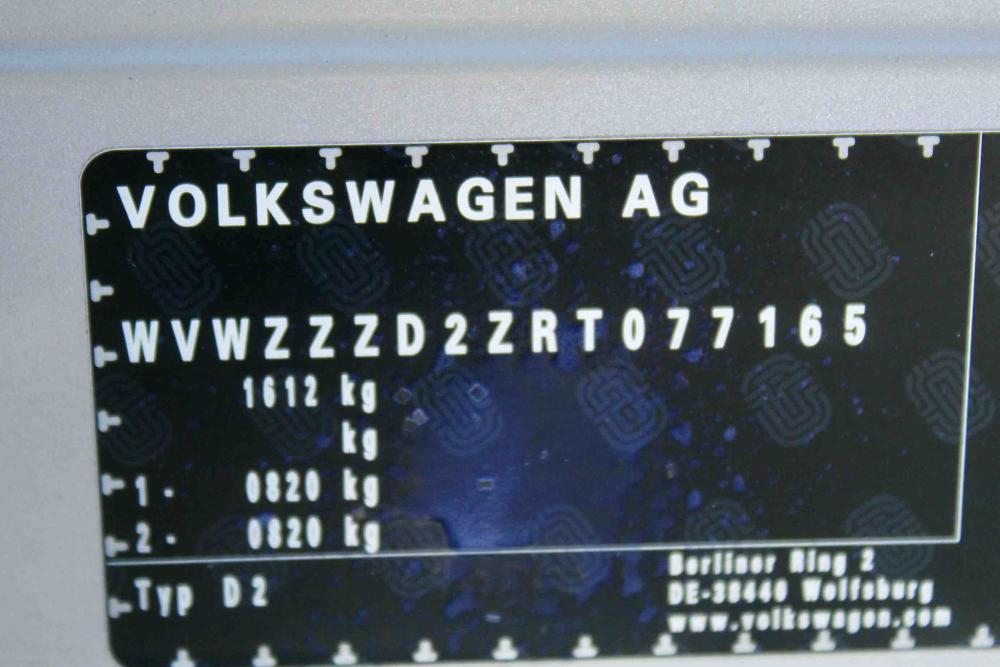 VOLKSWAGEN AG
WVWZZZD2ZRT077165
1612 kg
kg
1- 0820 kg
2- 0820 kg
Typ D2
Berliner Ring 2
DE-38440 Wolfsburg
www.volkswagen.com